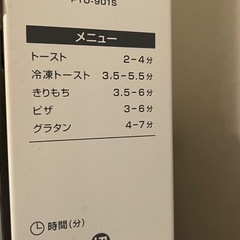 PTO-901S
メニュー
トースト 2-4分
冷凍トースト 3.5-5.5分
きりもち 3.5-6分
ピザ 3-6分
グラタン 4-7分
時間(分)